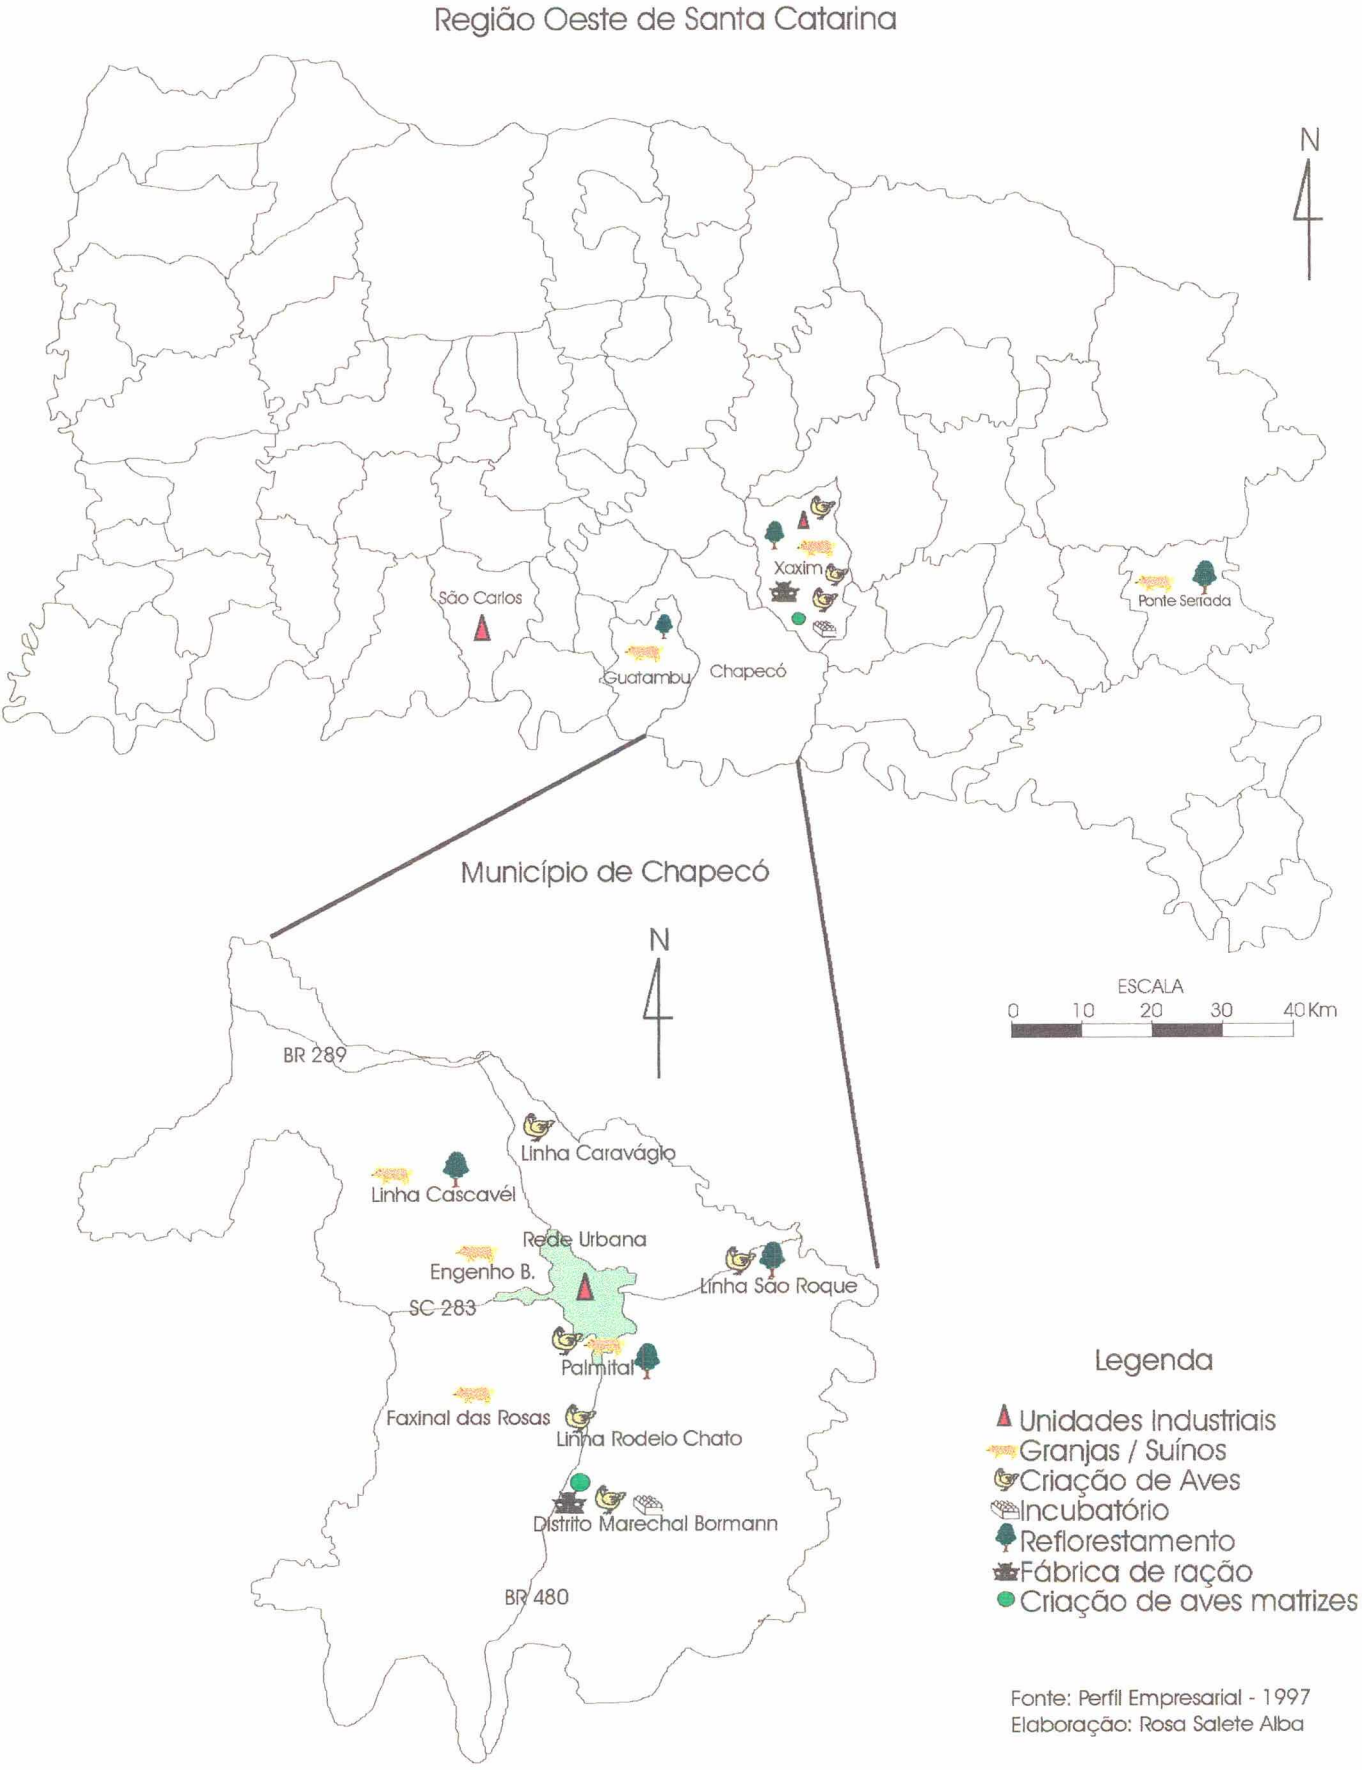 Região Oeste de Santa Catarina
N
Xaxim
São Carlos
Ponte Seriada
Guatambu
Chapecó
Município de Chapecó
N
ESCALA
0 10 20 30 40 Km
BR 289
Linha Caravágio
Linha Cascavél
Rede Urbana
Engenho B.
Linha São Roque
SC 283
Palmital
Faxinal das Rosas
Linha Rodeio Chato
Distrito Marechal Bormann
BR 480
Legenda
Unidades Industriais
Granjas / Suínos
Criação de Aves
Incubatório
Reflorestamento
Fábrica de ração
Criação de aves matrizes
Fonte: Perfil Empresarial - 1997
Elaboração: Rosa Salete Alba